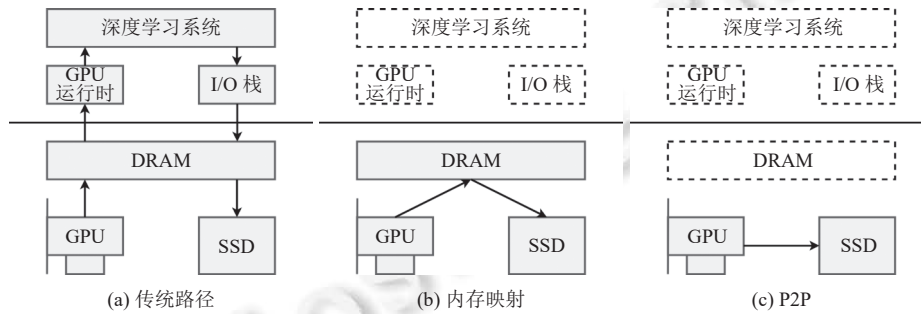 深度学习系统
深度学习系统
深度学习系统
GPU
运行时
I/O 栈
GPU
运行时
I/O 栈
GPU
运行时
I/O 栈
DRAM
DRAM
DRAM
GPU
SSD
GPU
SSD
GPU
SSD
(a) 传统路径
(b) 内存映射
(c) P2P